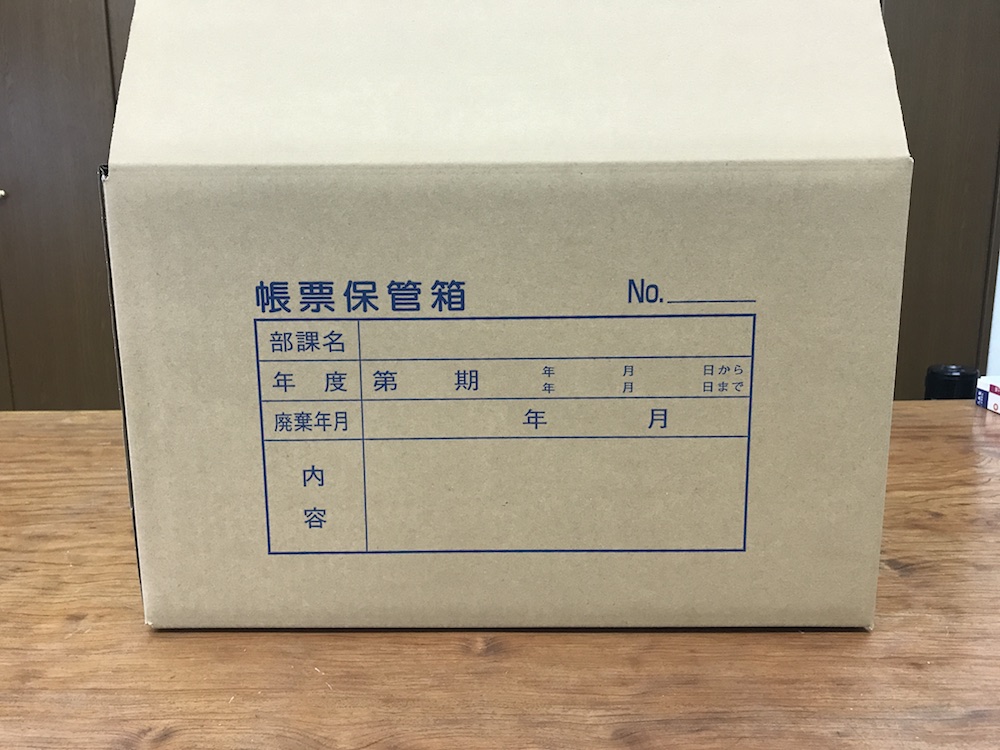 帳票保管箱 No.
部課名
年度 第 期 年 月 日から
年 月 日まで
廃棄年月 年 月
内容